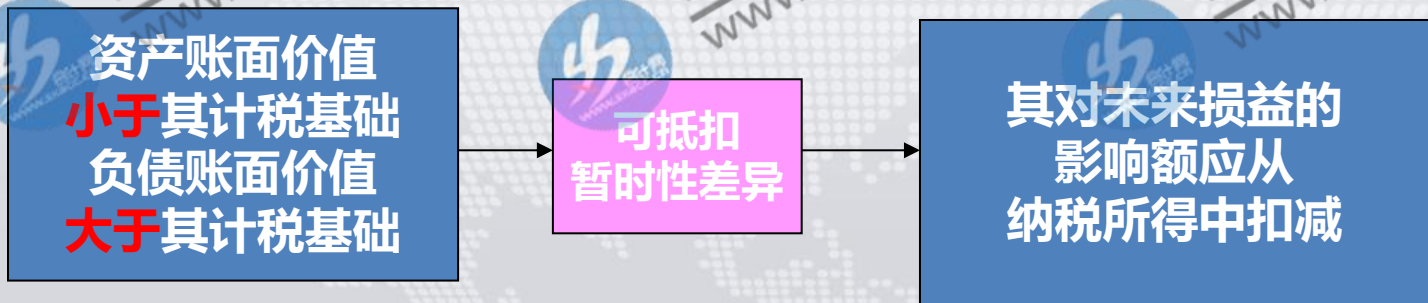 资产账面价值
小于其计税基础
负债账面价值
大于其计税基础
可抵扣
暂时性差异
其对未来损益的
影响额应从
纳税所得中扣减